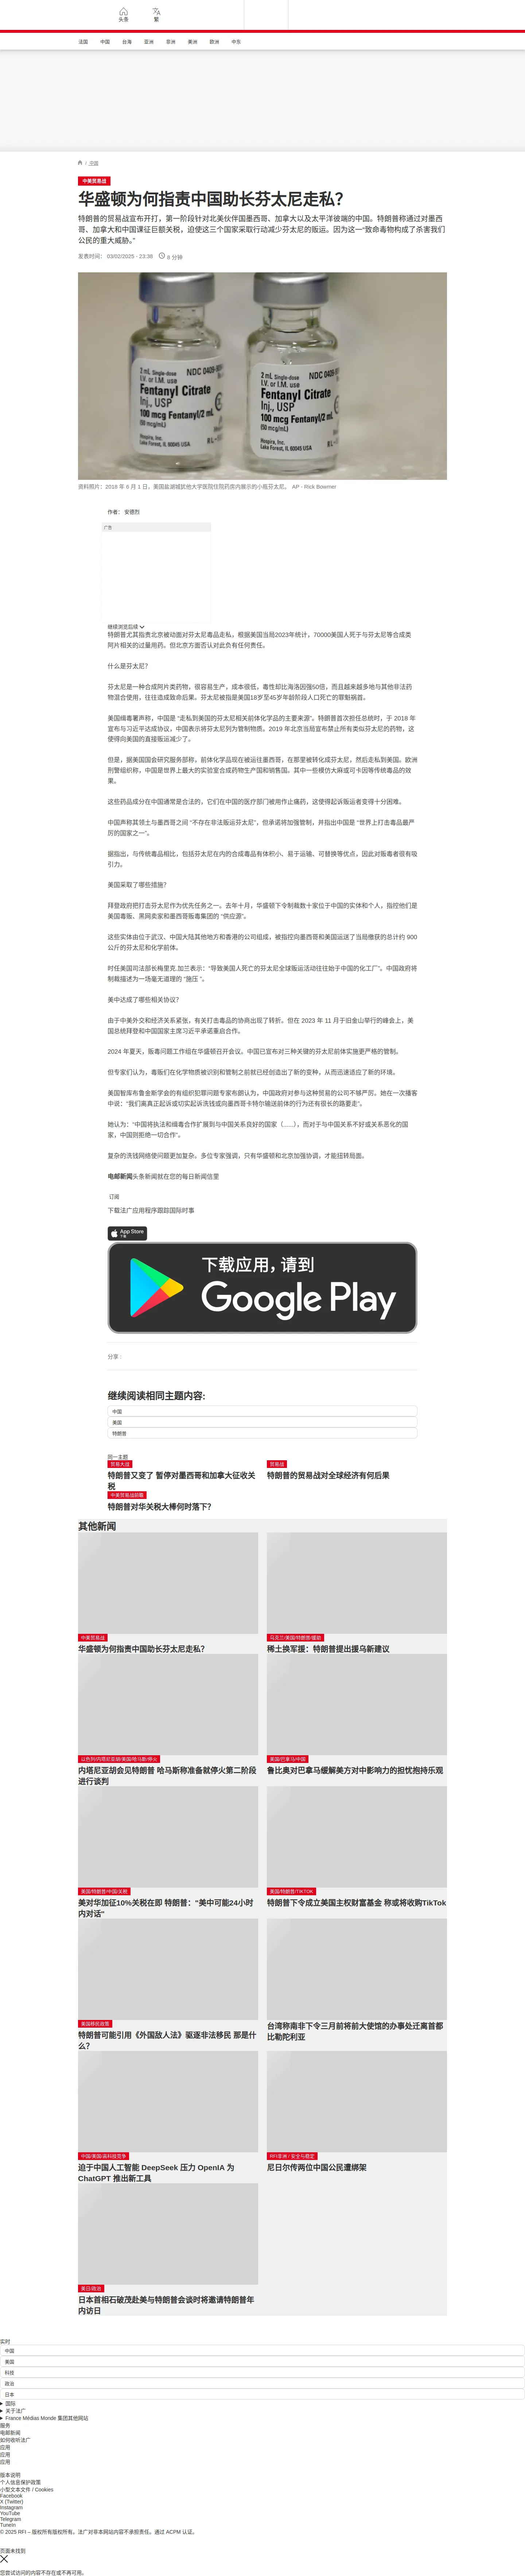 头条
繁
法国 中国 台海 亚洲 非洲 美洲 欧洲 中东
/ 中国
中美贸易战
华盛顿为何指责中国助长芬太尼走私？
特朗普的贸易战宣布开打，第一阶段针对北美伙伴国墨西哥、加拿大以及太平洋彼端的中国。特朗普称通过对墨西
哥、加拿大和中国课征巨额关税，迫使这三个国家采取行动减少芬太尼的贩运。因为这一“致命毒物构成了杀害我们
公民的重大威胁。”
发表时间： 03/02/2025 - 23:38 6 分钟
Single-dose
I.V. or I.M. use
Fentanyl Citrate
Inj., USP
100 mcg Fentanyl/2 mL
Rx only
Lake Forest, IL 60045 USA
NDC 0409-909
2 mL Single-dose
I.V. or I.M. use
Fentanyl Citrate
Inj., USP
100 mcg Fentanyl/2 mL
Lake Forest, IL 60045 USA
资料照片：2018 年 6 月 1 日，美国盐湖城犹他大学医院住院药房内展示的小瓶芬太尼。 AP - Rick Bowmer
作者： 安德烈
广告
继续浏览后续
特朗普尤其指责北京被动面对芬太尼毒品走私，根据美国当局2023年统计，70000美国人死于与芬太尼等合成类
阿片相关的过量用药。但北京方面否认对此负有任何责任。
什么是芬太尼？
芬太尼是一种合成阿片类药物，很容易生产，成本很低，毒性却比海洛因强50倍，而且越来越多地与其他非法药
物混合使用，往往造成致命后果。芬太尼被指是美国18岁至45岁年龄阶段人口死亡的罪魁祸首。
美国缉毒署声称，中国是 “走私到美国的芬太尼相关前体化学品的主要来源”。特朗普首次担任总统时，于 2018 年
宣布与习近平达成协议，中国表示将芬太尼列为管制物质。2019 年北京当局宣布禁止所有类似芬太尼的药物，这
使得向美国的直接贩运减少了。
但是，据美国国会研究服务部称，前体化学品现在被运往墨西哥，在那里被转化成芬太尼，然后走私到美国。欧洲
刑警组织称，中国是世界上最大的实验室合成药物生产国和销售国，其中一些模仿大麻或可卡因等传统毒品的效
果。
这些药品成分在中国通常是合法的，它们在中国的医疗部门被用作止痛药，这使得起诉贩运者变得十分困难。
中国声称其领土与墨西哥之间 “不存在非法贩运芬太尼”，但承诺将加强管制，并指出中国是 “世界上打击毒品最严
厉的国家之一”。
据指出，与传统毒品相比，包括芬太尼在内的合成毒品有体积小、易于运输、可替换等优点，因此对贩毒者很有吸
引力。
美国采取了哪些措施？
拜登政府把打击芬太尼作为优先任务之一。去年十月，华盛顿下令制裁数十家位于中国的实体和个人，指控他们是
美国毒贩、黑网卖家和墨西哥贩毒集团的 “供应源”。
这些实体由位于武汉、中国大陆其他地方和香港的公司组成，被指控向墨西哥和美国运送了当局缴获的总计约 900
公斤的芬太尼和化学前体。
时任美国司法部长梅里克.加兰表示：“导致美国人死亡的芬太尼全球贩运活动往往始于中国的化工厂”。中国政府将
制裁描述为一场毫无道理的 “施压 ”。
美中达成了哪些相关协议？
由于中美外交和经济关系紧张，有关打击毒品的协商出现了转折。但在 2023 年 11 月于旧金山举行的峰会上，美
国总统拜登和中国国家主席习近平承诺重启合作。
2024 年夏天，贩毒问题工作组在华盛顿召开会议。中国已宣布对三种关键的芬太尼前体实施更严格的管制。
但专家们认为，毒贩们在化学物质被识别和管制之前就已经创造出了新的变种，从而迅速适应了新的环境。
美国智库布鲁金斯学会的有组织犯罪问题专家布朗认为，中国政府对参与这种贸易的公司不够严厉。她在一次播客
中说：“我们离真正起诉或切实起诉洗钱或向墨西哥卡特尔输送前体的行为还有很长的路要走”。
她认为：“中国将执法和缉毒合作扩展到与中国关系良好的国家（......），而对于与中国关系不好或关系恶化的国
家，中国则拒绝一切合作”。
复杂的洗钱网络使问题更加复杂。多位专家强调，只有华盛顿和北京加强协调，才能扭转局面。
电邮新闻头条新闻就在您的每日新闻信里
订阅
下载法广应用程序跟踪国际时事
App Store
下载
下载应用，请到
Google Play
分享 :
继续阅读相同主题内容:
中国
美国
特朗普
同一主题
贸易大战
特朗普又变了 暂停对墨西哥和加拿大征收关
税
贸易战
特朗普的贸易战对全球经济有何后果
中美贸易战前瞻
特朗普对华关税大棒何时落下？
其他新闻
中美贸易战
华盛顿为何指责中国助长芬太尼走私？
乌克兰/美国/特朗普/援助
稀土换军援：特朗普提出援乌新建议
以色列/内塔尼亚胡/美国/哈马斯/停火
内塔尼亚胡会见特朗普 哈马斯称准备就停火第二阶段
进行谈判
美国/巴拿马/中国
鲁比奥对巴拿马缓解美方对中影响力的担忧抱持乐观
美国/特朗普/中国/关税
美对华加征10%关税在即 特朗普："美中可能24小时
内对话"
美国/特朗普/TIKTOK
特朗普下令成立美国主权财富基金 称或将收购TikTok
美国移民政策
特朗普可能引用《外国敌人法》驱逐非法移民 那是什
么？
台湾称南非下令三月前将前大使馆的办事处迁离首都
比勒陀利亚
中国/美国/高科技竞争
迫于中国人工智能 DeepSeek 压力 OpenIA 为
ChatGPT 推出新工具
RFI非洲 / 安全与稳定
尼日尔传两位中国公民遭绑架
美日/政治
日本首相石破茂赴美与特朗普会谈时将邀请特朗普年
内访日
实时
中国
美国
科技
政治
日本
国际
关于法广
France Médias Monde 集团其他网站
服务
电邮新闻
如何收听法广
应用
应用
应用
版本说明
个人信息保护政策
小型文本文件 / Cookies
Facebook
X (Twitter)
Instagram
YouTube
Telegram
TuneIn
© 2025 RFI – 版权所有版权所有。法广对非本网站内容不承担责任。通过 ACPM 认证。
页面未找到
您尝试访问的内容不存在或不再可用。